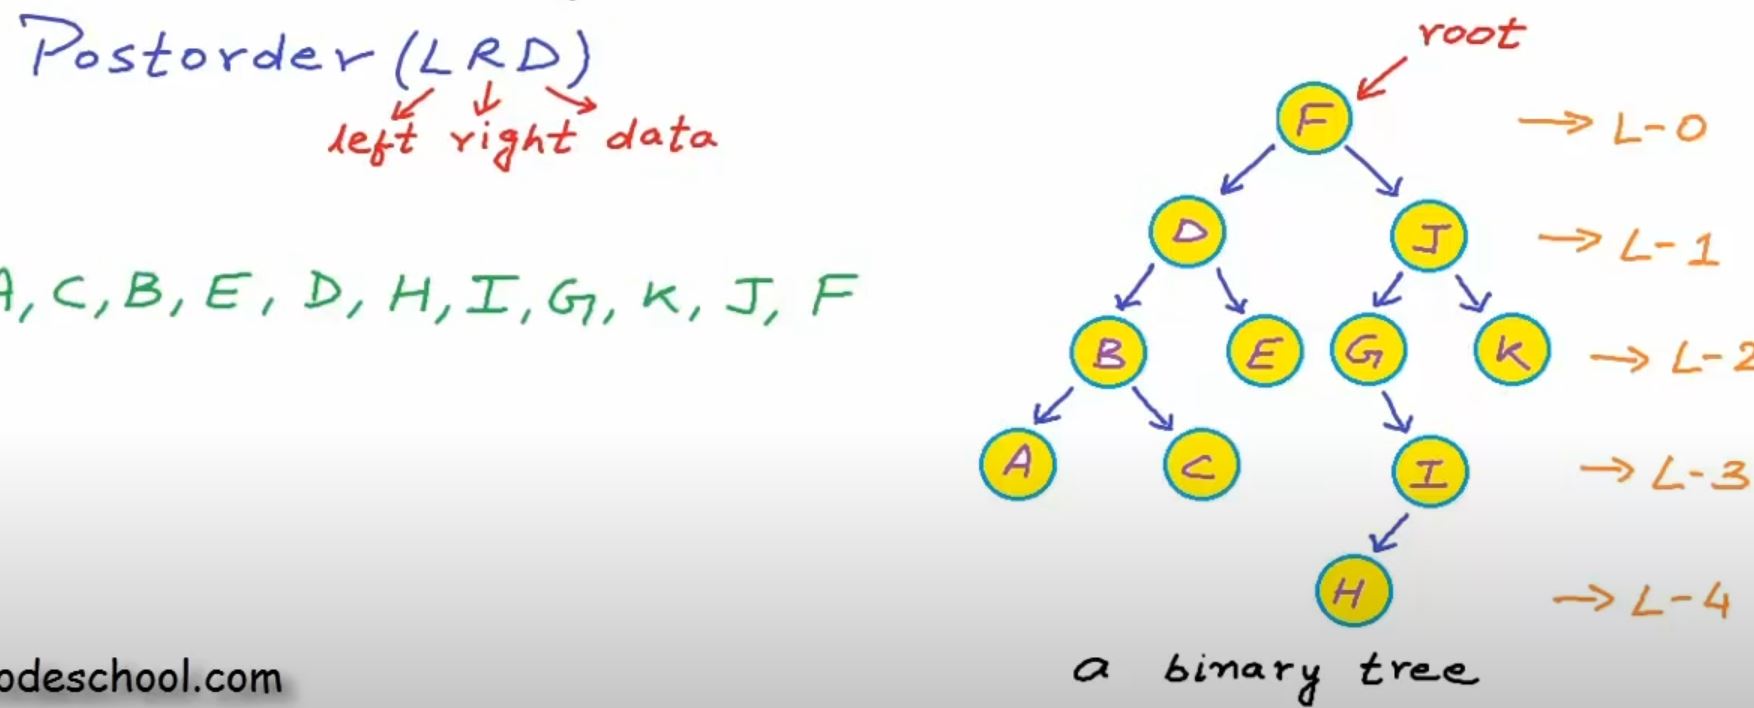 Postorder (LRD)
left right data
A, C, B, E, D, H, I, G, K, J, F
root
F → L-0
D J → L-1
B E G K → L-2
A C I → L-3
H → L-4
a binary tree
odeschool.com